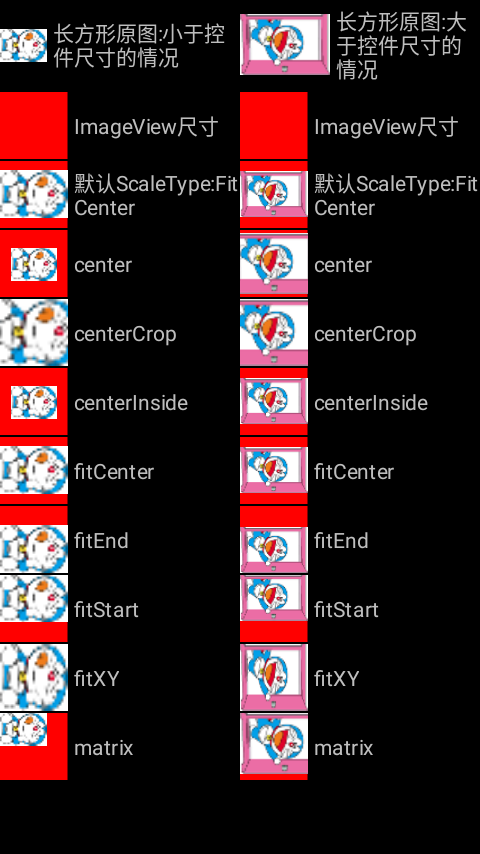 长方形原图:小于控
件尺寸的情况
长方形原图:大
于控件尺寸的
情况
ImageView尺寸
ImageView尺寸
默认ScaleType:Fit
Center
默认ScaleType:Fit
Center
center
center
centerCrop
centerCrop
centerInside
centerInside
fitCenter
fitCenter
fitEnd
fitEnd
fitStart
fitStart
fitXY
fitXY
matrix
matrix